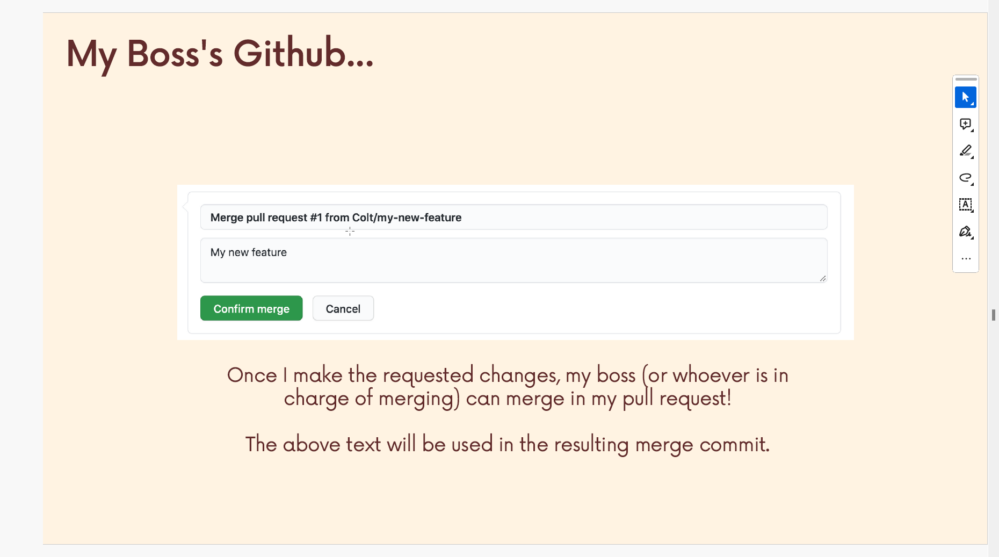 My Boss's Github...
Merge pull request #1 from Colt/my-new-feature
My new feature
Confirm merge
Cancel
Once I make the requested changes, my boss (or whoever is in
charge of merging) can merge in my pull request!
The above text will be used in the resulting merge commit.
A